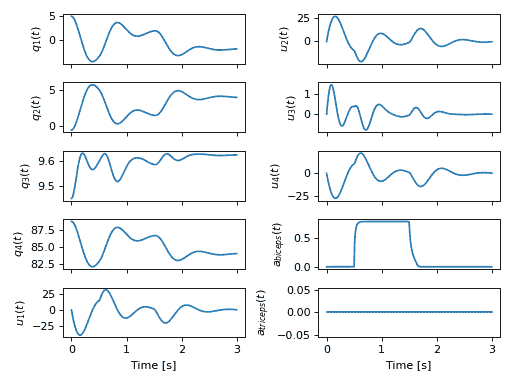 q1(t)
5
0
u2(t)
25
0
q2(t)
5
0
u3(t)
1
0
q3(t)
9.6
9.5
u4(t)
0
−25
q4(t)
87.5
85.0
82.5
abiceps(t)
0.5
0.0
u1(t)
25
0
−25
0 1 2 3
Time [s]
atriceps(t)
0.05
0.00
−0.05
0 1 2 3
Time [s]